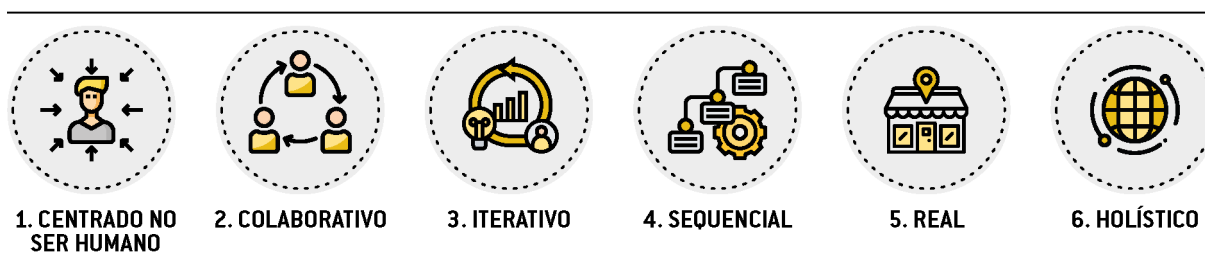 1. CENTRADO NO
SER HUMANO
2. COLABORATIVO
3. ITERATIVO
4. SEQUENCIAL
5. REAL
6. HOLÍSTICO